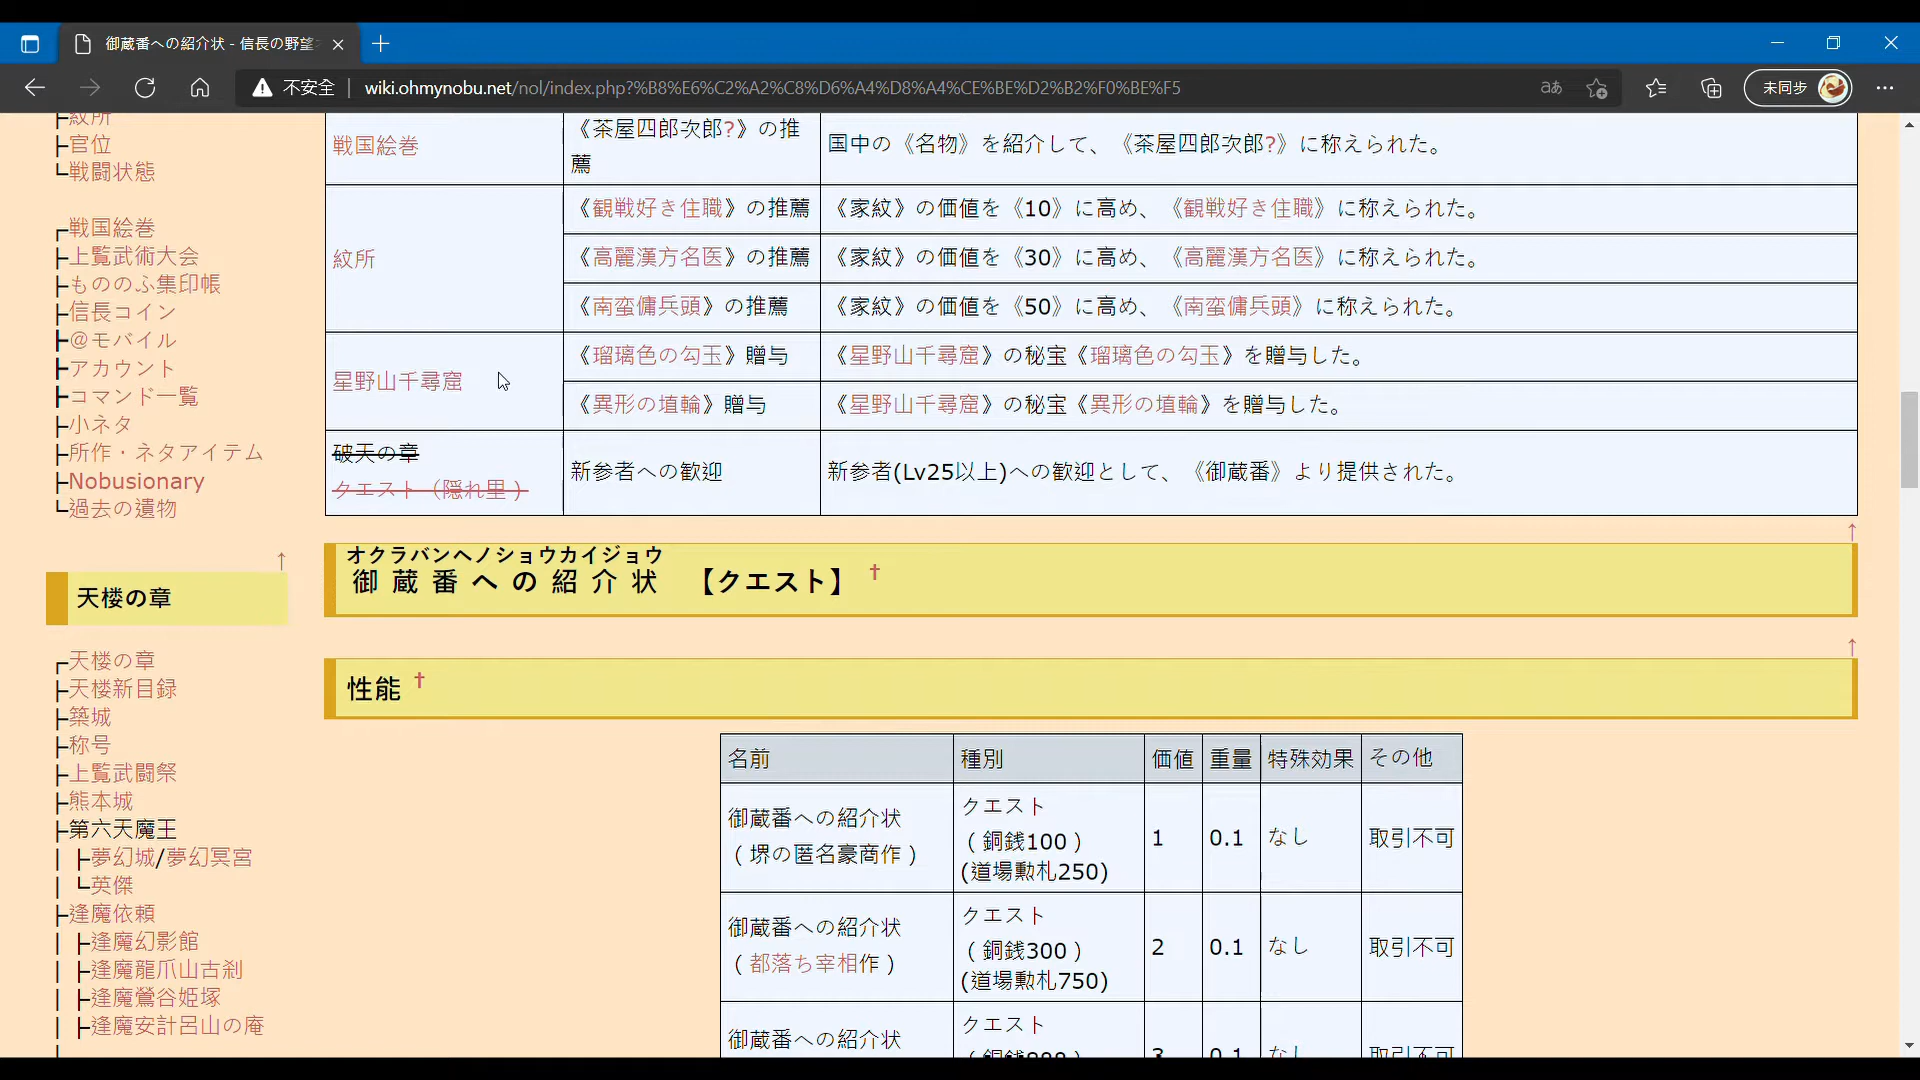 御蔵番への紹介状 - 信長の野望
不安全
wiki.ohmynobu.net/nol/index.php?%B8%E6%C2%A2%C8%D6%A4%D8%A4%CE%BE%D2%B2%F0%BE%F5
未同步
├紋所
├官位
└戦闘状態
┌戦国絵巻
├上覧武術大会
├もののふ集印帳
├信長コイン
├@モバイル
├アカウント
├コマンド一覧
├小ネタ
├所作・ネタアイテム
├Nobusionary
└過去の遺物
↑
天楼の章
┌天楼の章
├天楼新目録
├築城
├称号
├上覧武闘祭
├熊本城
├第六天魔王
| ├夢幻城/夢幻冥宮
| └英傑
├逢魔依頼
| ├逢魔幻影館
| ├逢魔龍爪山古刹
| ├逢魔鶯谷姫塚
| ├逢魔安計呂山の庵
戦国絵巻
《茶屋四郎次郎?》の推
薦
国中の《名物》を紹介して、《茶屋四郎次郎?》に称えられた。
紋所
《観戦好き住職》の推薦
《家紋》の価値を《10》に高め、《観戦好き住職》に称えられた。
《高麗漢方名医》の推薦
《家紋》の価値を《30》に高め、《高麗漢方名医》に称えられた。
《南蛮傭兵頭》の推薦
《家紋》の価値を《50》に高め、《南蛮傭兵頭》に称えられた。
星野山千尋窟
《瑠璃色の勾玉》贈与
《星野山千尋窟》の秘宝《瑠璃色の勾玉》を贈与した。
《異形の埴輪》贈与
《星野山千尋窟》の秘宝《異形の埴輪》を贈与した。
破天の章
クエスト（隠れ里）
新参者への歓迎
新参者(Lv25以上)への歓迎として、《御蔵番》より提供された。
↑
オクラバンヘノショウカイジョウ
御蔵番への紹介状 【クエスト】 †
↑
性能 †
名前 種別 価値 重量 特殊効果 その他
御蔵番への紹介状
（堺の匿名豪商作）
クエスト
（銅銭100）
(道場勲札250)
1 0.1 なし 取引不可
御蔵番への紹介状
（都落ち宰相作）
クエスト
（銅銭300）
(道場勲札750)
2 0.1 なし 取引不可
御蔵番への紹介状
クエスト
3 0.1 なし 取引不可